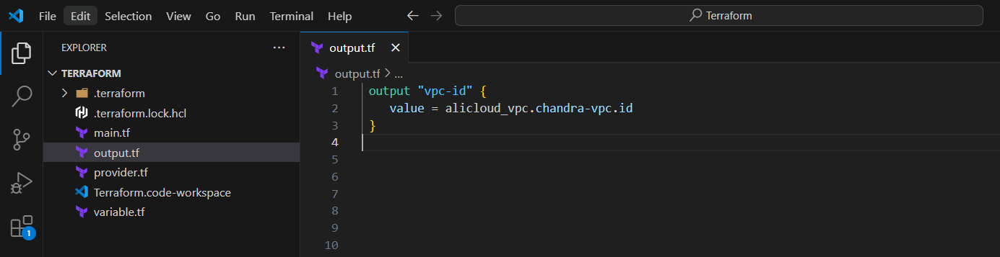 File Edit Selection View Go Run Terminal Help Terraform
EXPLORER ...
output.tf
TERRAFORM
output.tf > ...
.terraform
.terraform.lock.hcl
main.tf
output.tf
provider.tf
Terraform.code-workspace
variable.tf
1
1 output "vpc-id" {
2 value = alicloud_vpc.chandra-vpc.id
3 }
4
5
6
7
8
9
10